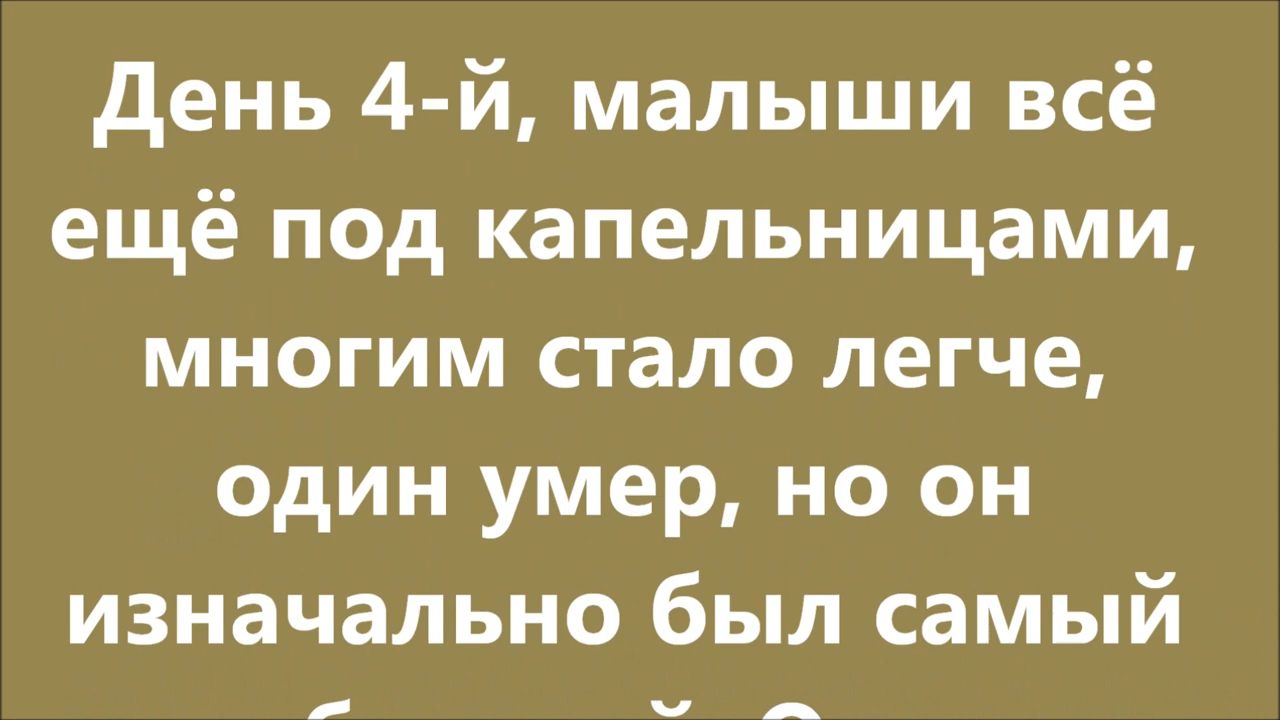 День 4-й, малыши всё
ещё под капельницами,
многим стало легче,
один умер, но он
изначально был самый